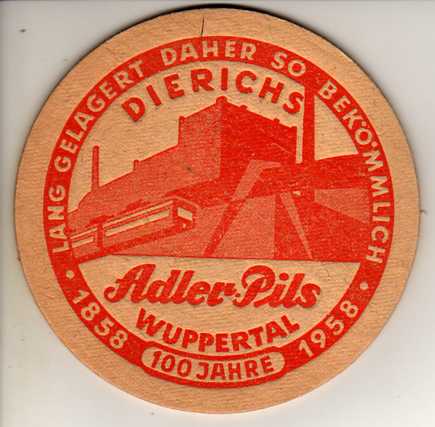 LANG GELAGERT DAHER SO BEKÖMMLICH
DIERICHS
Adler-Pils
WUPPERTAL
• 1858
100 JAHRE
1958 •